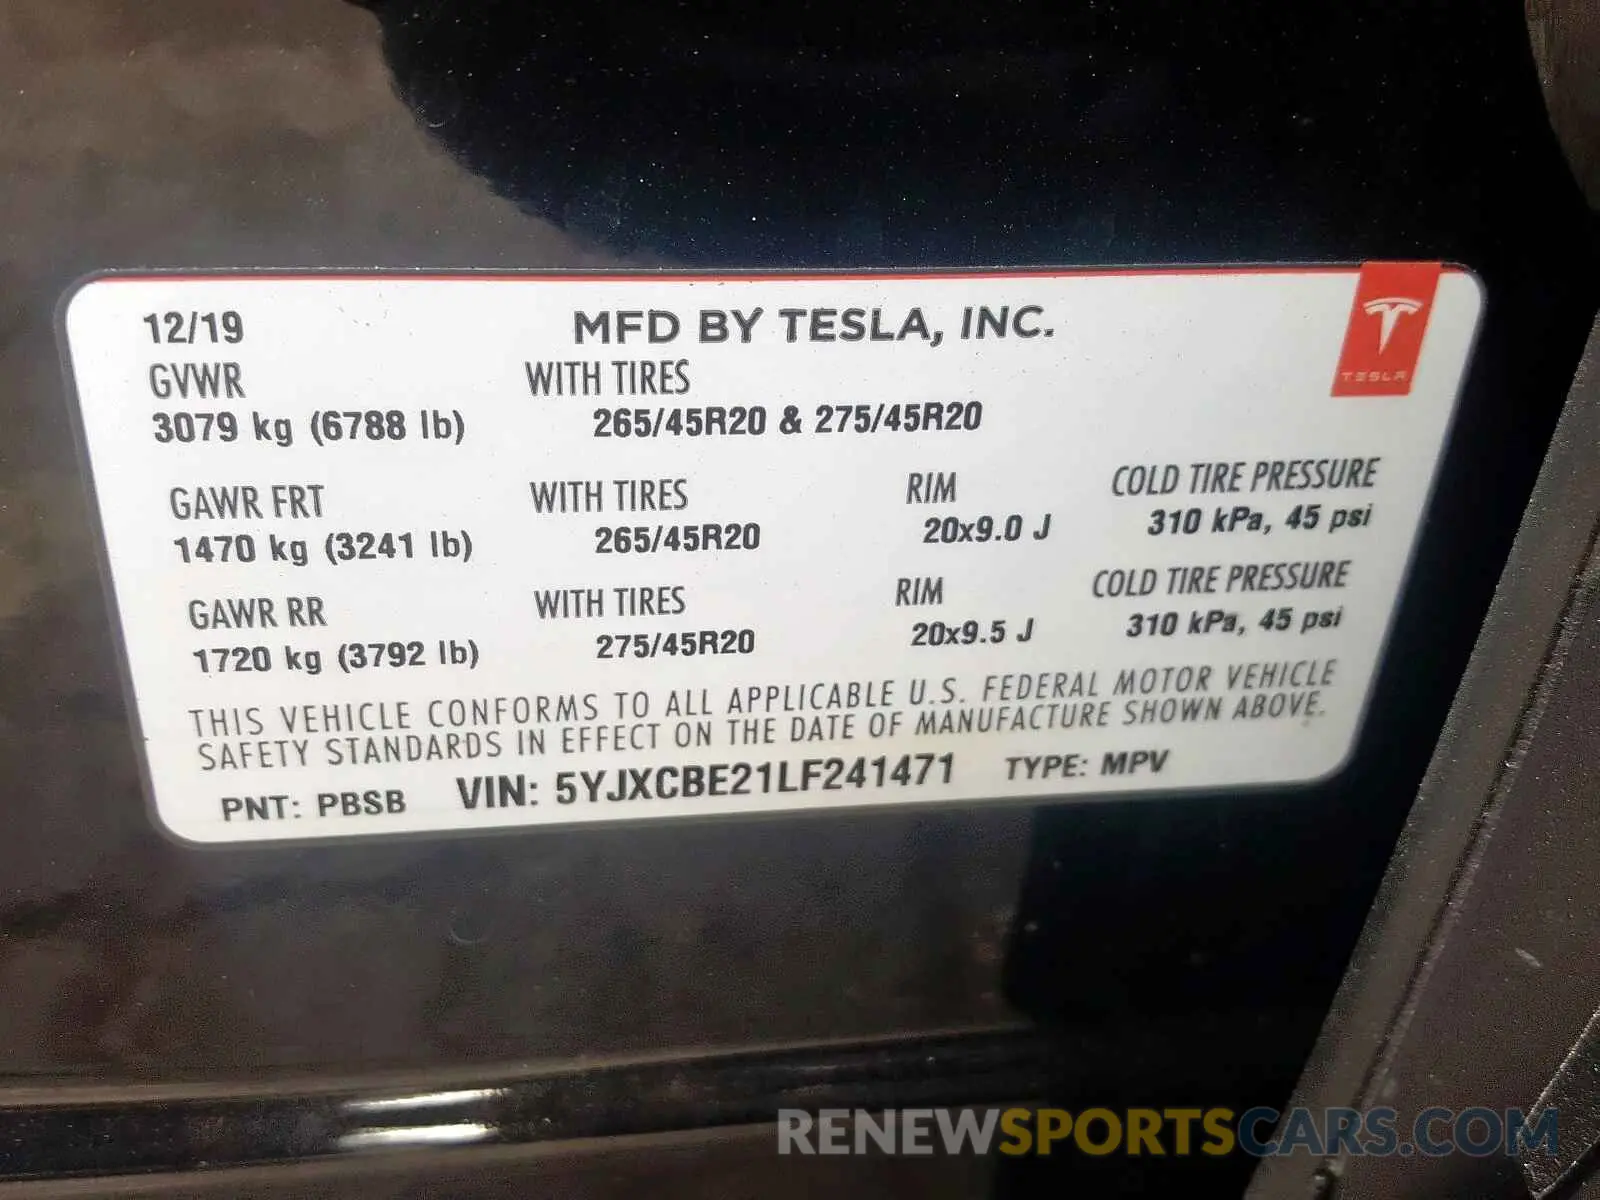 12/19 MFD BY TESLA, INC.
GVWR WITH TIRES
3079 kg (6788 lb) 265/45R20 & 275/45R20
TESLA
GAWR FRT WITH TIRES RIM COLD TIRE PRESSURE
1470 kg (3241 lb) 265/45R20 20x9.0 J 310 kPa, 45 psi
GAWR RR WITH TIRES RIM COLD TIRE PRESSURE
1720 kg (3792 lb) 275/45R20 20x9.5 J 310 kPa, 45 psi
THIS VEHICLE CONFORMS TO ALL APPLICABLE U.S. FEDERAL MOTOR VEHICLE
SAFETY STANDARDS IN EFFECT ON THE DATE OF MANUFACTURE SHOWN ABOVE.
PNT: PBSB VIN: 5YJXCBE21LF241471 TYPE: MPV
RENEWSPORTSCARS.COM